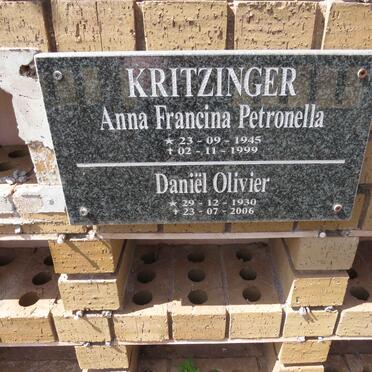 KRITZINGER
Anna Francina Petronella
★ 23 - 09 - 1945
✝ 02 - 11 - 1999
Daniël Olivier
★ 29 - 12 - 1930
✝ 23 - 07 - 2006